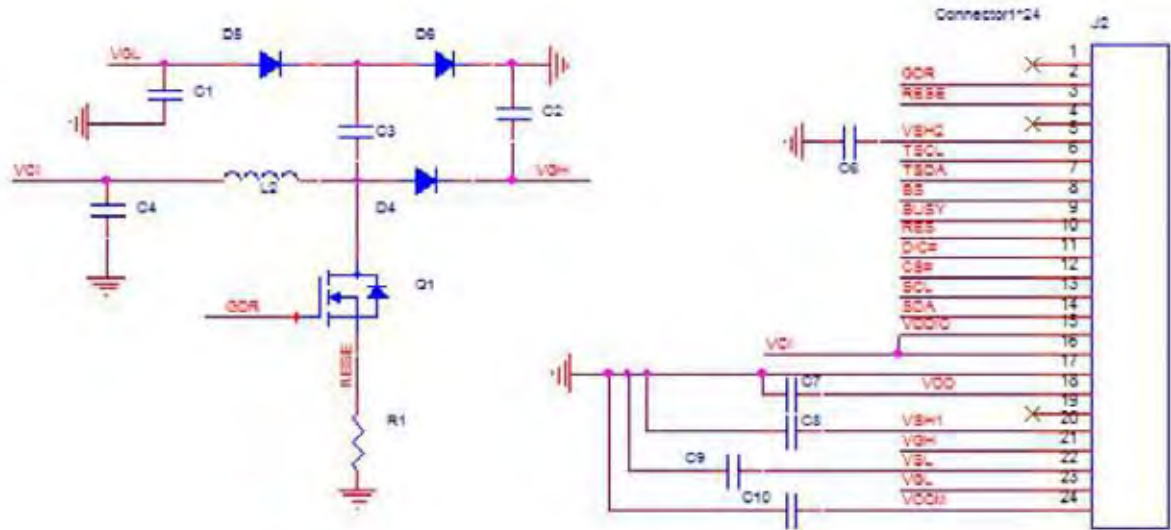 Connector1*24
J2
D5
D6
VGL
C1
C2
C3
VCI
L2
VGH
D4
C4
Q1
GDR
RESE
R1
1
GDR
2
RESE
3
4
5
VSH2
C6
6
TSCL
7
TSDA
8
BS
9
BUSY
10
RES
11
D/C#
12
CS#
13
SCL
14
SDA
15
VDDIO
VCI
16
17
C7
VDD
18
19
C8
VSH1
20
VGH
21
C9
VSL
22
VGL
23
C10
VCOM
24